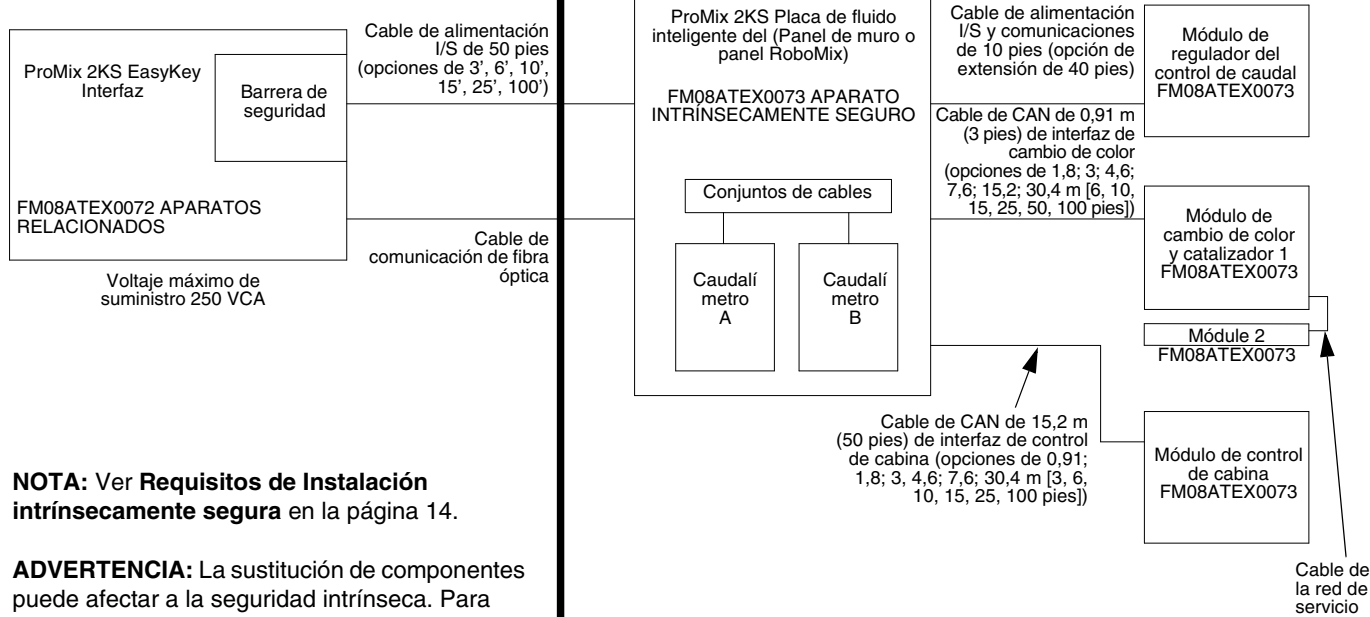 ProMix 2KS EasyKey
Interfaz
Barrera de
seguridad
FM08ATEX0072 APARATOS
RELACIONADOS
Voltaje máximo de
suministro 250 VCA
Cable de alimentación
I/S de 50 pies
(opciones de 3', 6', 10',
15', 25', 100')
Cable de
comunicación de fibra
óptica
ProMix 2KS Placa de fluido
inteligente del (Panel de muro o
panel RoboMix)
FM08ATEX0073 APARATO
INTRÍNSECAMENTE SEGURO
Conjuntos de cables
Caudalí
metro
A
Caudalí
metro
B
Cable de alimentación
I/S y comunicaciones
de 10 pies (opción de
extensión de 40 pies)
Cable de CAN de 0,91 m
(3 pies) de interfaz de
cambio de color
(opciones de 1,8; 3; 4,6;
7,6; 15,2; 30,4 m [6, 10,
15, 25, 50, 100 pies])
Cable de CAN de 15,2 m
(50 pies) de interfaz de control
de cabina (opciones de 0,91;
1,8; 3, 4,6; 7,6; 30,4 m [3, 6,
10, 15, 25, 100 pies])
Módulo de
regulador del
control de caudal
FM08ATEX0073
Módulo de
cambio de color
y catalizador 1
FM08ATEX0073
Módule 2
FM08ATEX0073
Módulo de control
de cabina
FM08ATEX0073
Cable de
la red de
servicio
NOTA: Ver Requisitos de Instalación
intrínsecamente segura en la página 14.
ADVERTENCIA: La sustitución de componentes
puede afectar a la seguridad intrínseca. Para